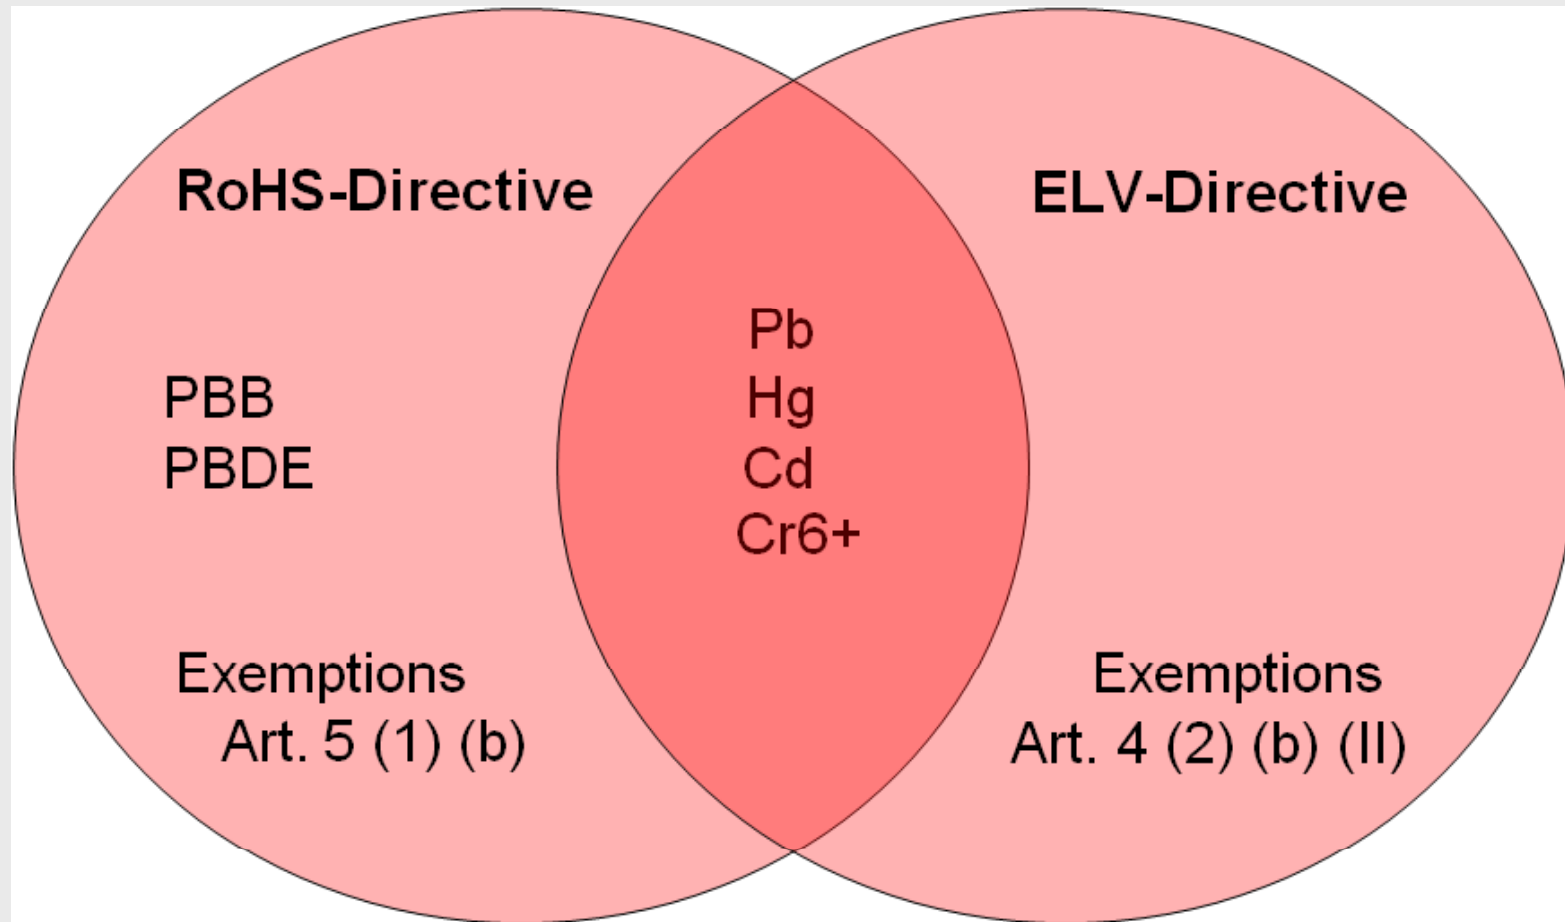 RoHS-Directive
PBB
PBDE
Exemptions
Art. 5 (1) (b)
Pb
Hg
Cd
Cr6+
ELV-Directive
Exemptions
Art. 4 (2) (b) (II)